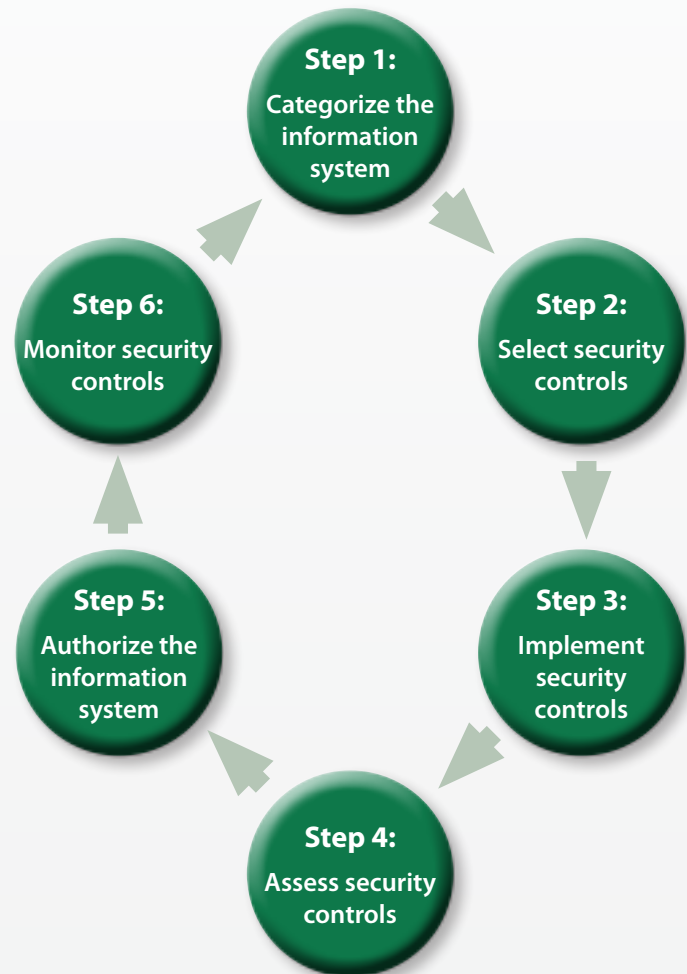 Step 1:
Categorize the
information
system
Step 2:
Select security
controls
Step 3:
Implement
security
controls
Step 4:
Assess security
controls
Step 5:
Authorize the
information
system
Step 6:
Monitor security
controls